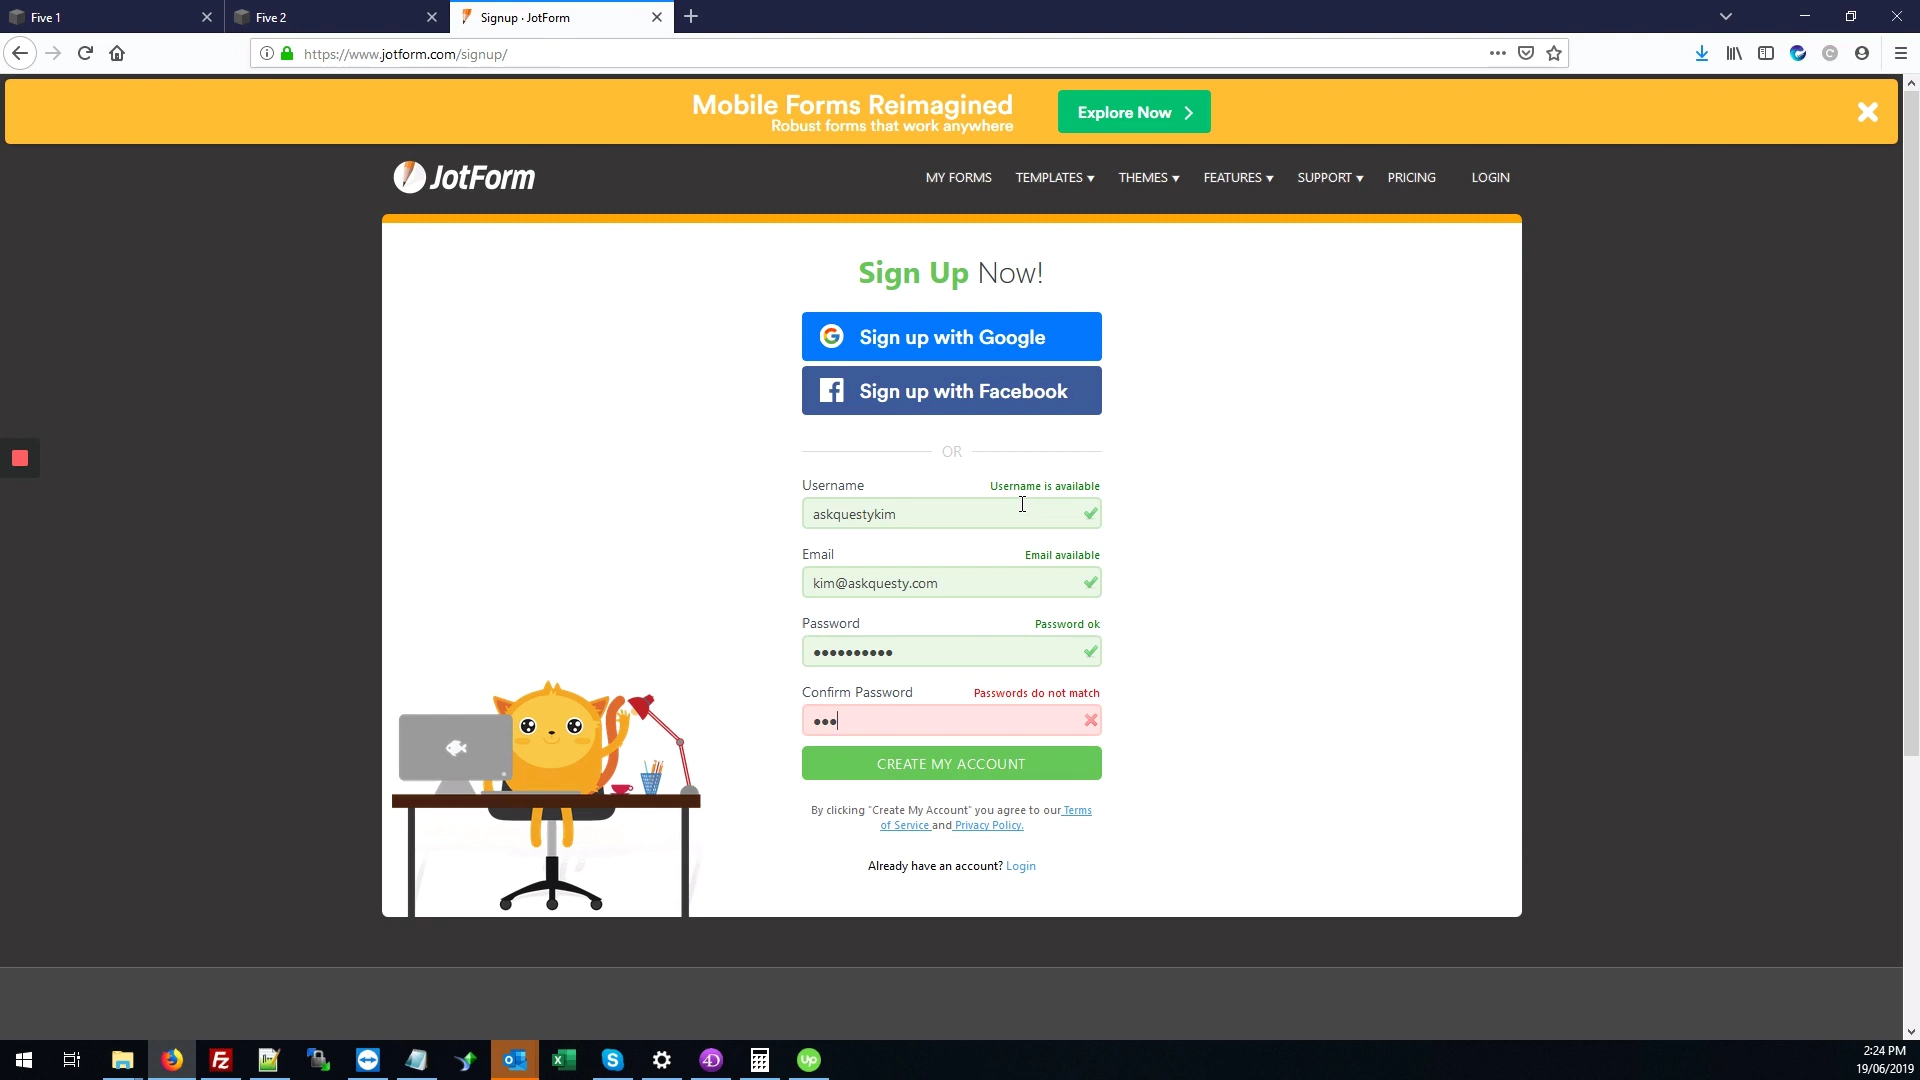 Five 1
Five 2
Signup · JotForm
https://www.jotform.com/signup/
Mobile Forms Reimagined
Robust forms that work anywhere
Explore Now
JotForm
MY FORMS TEMPLATES ▾ THEMES ▾ FEATURES ▾ SUPPORT ▾ PRICING LOGIN
Sign Up Now!
G Sign up with Google
f Sign up with Facebook
OR
Username Username is available
askquestykim
Email Email available
kim@askquesty.com
Password Password ok
●●●●●●●●●●
Confirm Password Passwords do not match
●●●
CREATE MY ACCOUNT
By clicking "Create My Account" you agree to our Terms
of Service and Privacy Policy.
Already have an account? Login
2:24 PM
19/06/2019